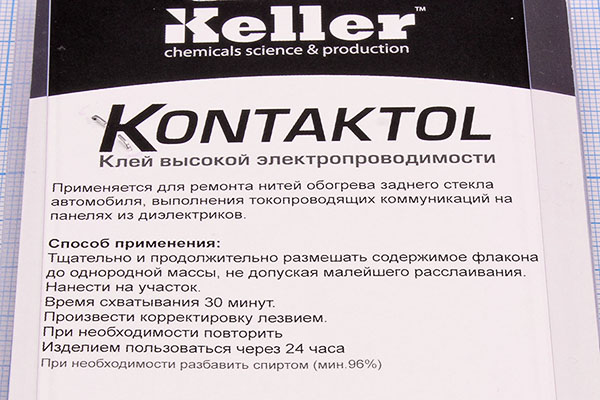 Keller™
chemicals science & production
KONTAKTOL
Клей высокой электропроводимости
Применяется для ремонта нитей обогрева заднего стекла
автомобиля, выполнения токопроводящих коммуникаций на
панелях из диэлектриков.
Способ применения:
Тщательно и продолжительно размешать содержимое флакона
до однородной массы, не допуская малейшего расслаивания.
Нанести на участок.
Время схватывания 30 минут.
Произвести корректировку лезвием.
При необходимости повторить
Изделием пользоваться через 24 часа
При необходимости разбавить спиртом (мин.96%)